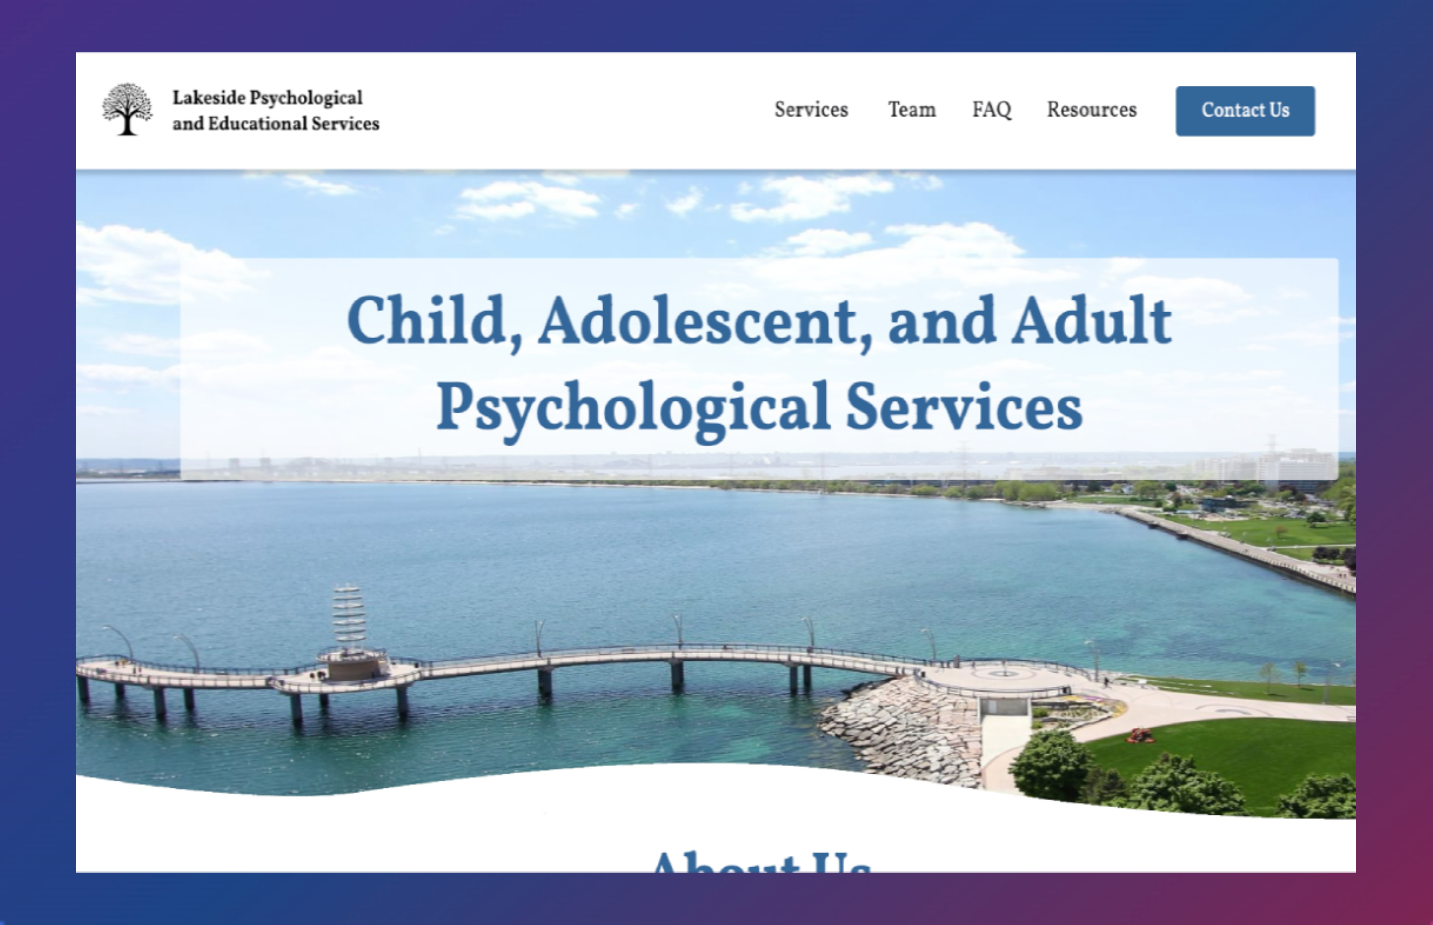 Lakeside Psychological
and Educational Services
Services Team FAQ Resources Contact Us
Child, Adolescent, and Adult
Psychological Services
About Us